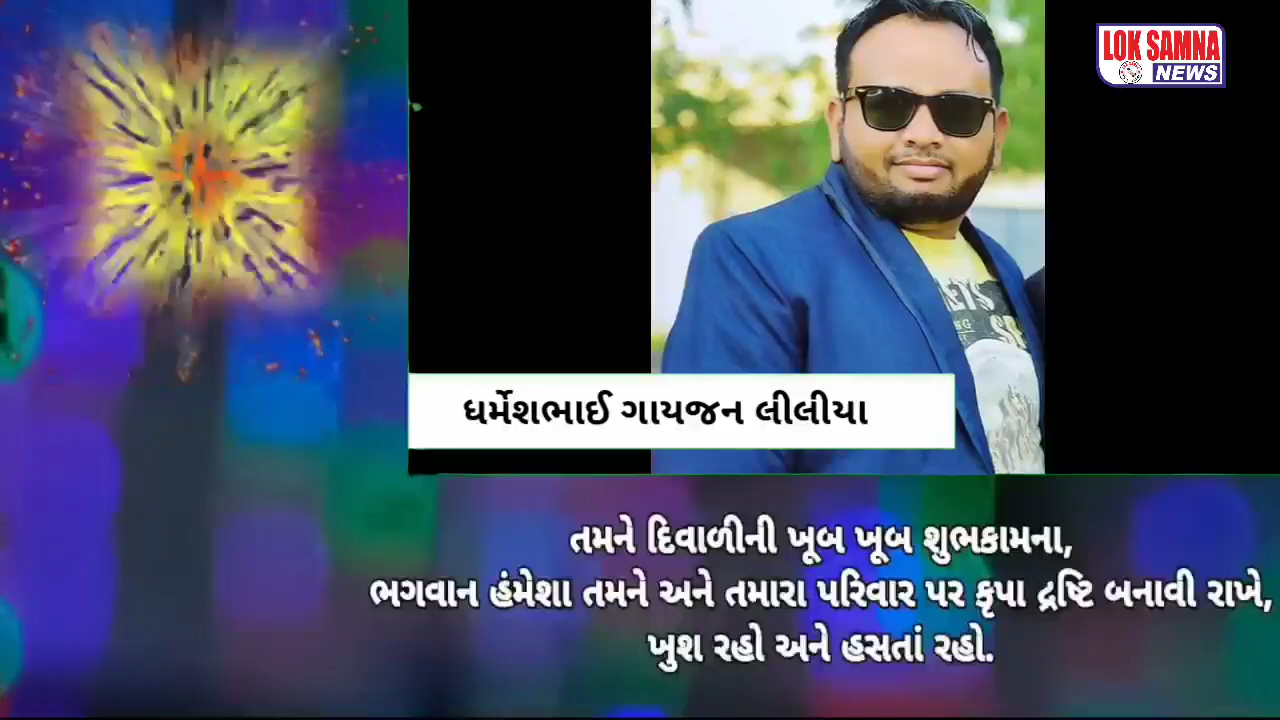 LOK SAMNA
NEWS
ધર્મેશભાઈ ગાયજન લીલીયા
તમને દિવાળીની ખૂબ ખૂબ શુભકામના,
ભગવાન હંમેશા તમને અને તમારા પરિવાર પર કૃપા દ્રષ્ટિ બનાવી રાખે,
ખુશ રહો અને હસતાં રહો.